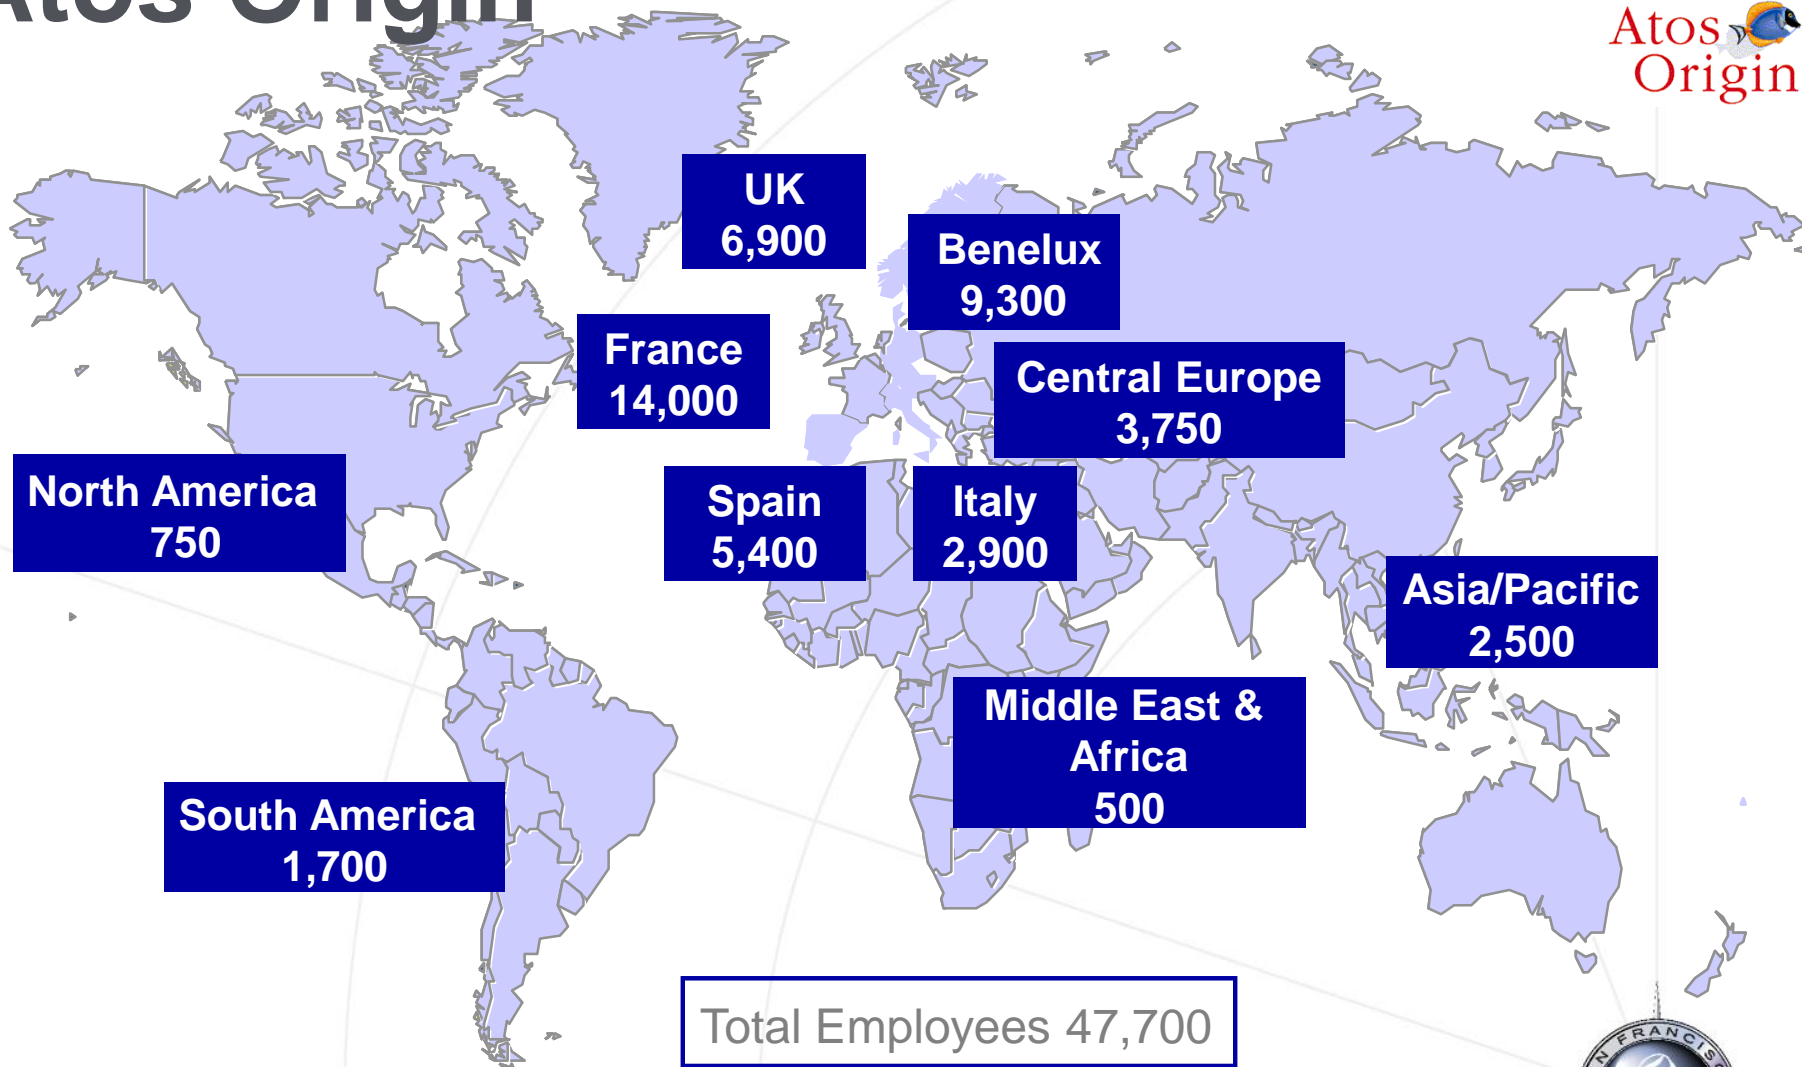 Atos Origin
Atos
Origin
UK
6,900
Benelux
9,300
France
14,000
Central Europe
3,750
North America
750
Spain
5,400
Italy
2,900
Asia/Pacific
2,500
Middle East &
Africa
500
South America
1,700
Total Employees 47,700